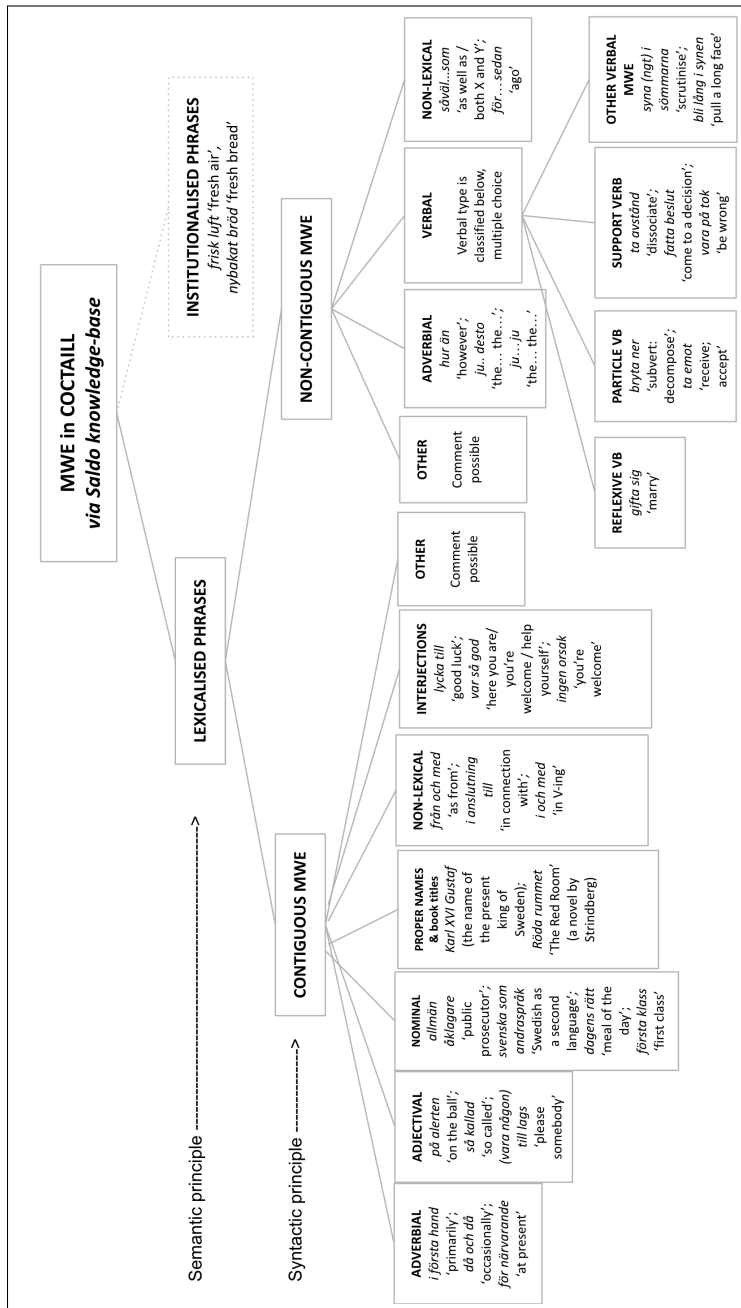 MWE in COCTAILL
via Saldo knowledge-base
INSTITUTIONALISED PHRASES
frisk luft 'fresh air',
nybakat bröd 'fresh bread'
Semantic principle ----------------------->
LEXICALISED PHRASES
Syntactic principle ------------->
CONTIGUOUS MWE
NON-CONTIGUOUS MWE
ADVERBIAL
i första hand
'primarily';
då och då
'occasionally';
för närvarande
'at present'
ADJECTIVAL
på alerten
'on the ball';
så kallad
'so called';
(vara någon)
till lags
'please
somebody'
NOMINAL
allmän
åklagare
'public
prosecutor';
svenska som
andraspråk
'Swedish as
a second
language';
dagens rätt
'meal of the
day';
första klass
'first class'
PROPER NAMES
& book titles
Karl XVI Gustaf
(the name of
the present
king of
Sweden);
Röda rummet
'The Red Room'
(a novel by
Strindberg)
NON-LEXICAL
från och med
'as from';
i anslutning
till
'in connection
with';
i och med
'in V-ing'
INTERJECTIONS
lycka till
'good luck';
var så god
'here you are/
you're
welcome / help
yourself';
ingen orsak
'you're
welcome'
OTHER
Comment
possible
OTHER
Comment
possible
ADVERBIAL
hur än
'however';
ju.. desto
'the... the...';
ju...ju
'the... the...'
VERBAL
Verbal type is
classified below,
multiple choice
NON-LEXICAL
såväl...som
'as well as /
both X and Y';
för...sedan
'ago'
REFLEXIVE VB
gifta sig
'marry'
PARTICLE VB
bryta ner
'subvert:
decompose';
ta emot
'receive;
accept'
SUPPORT VERB
ta avstånd
'dissociate';
fatta beslut
'come to a decision';
vara på tok
'be wrong'
OTHER VERBAL
MWE
syna (ngt) i
sömmarna
'scrutinise';
bli lång i synen
'pull a long face'